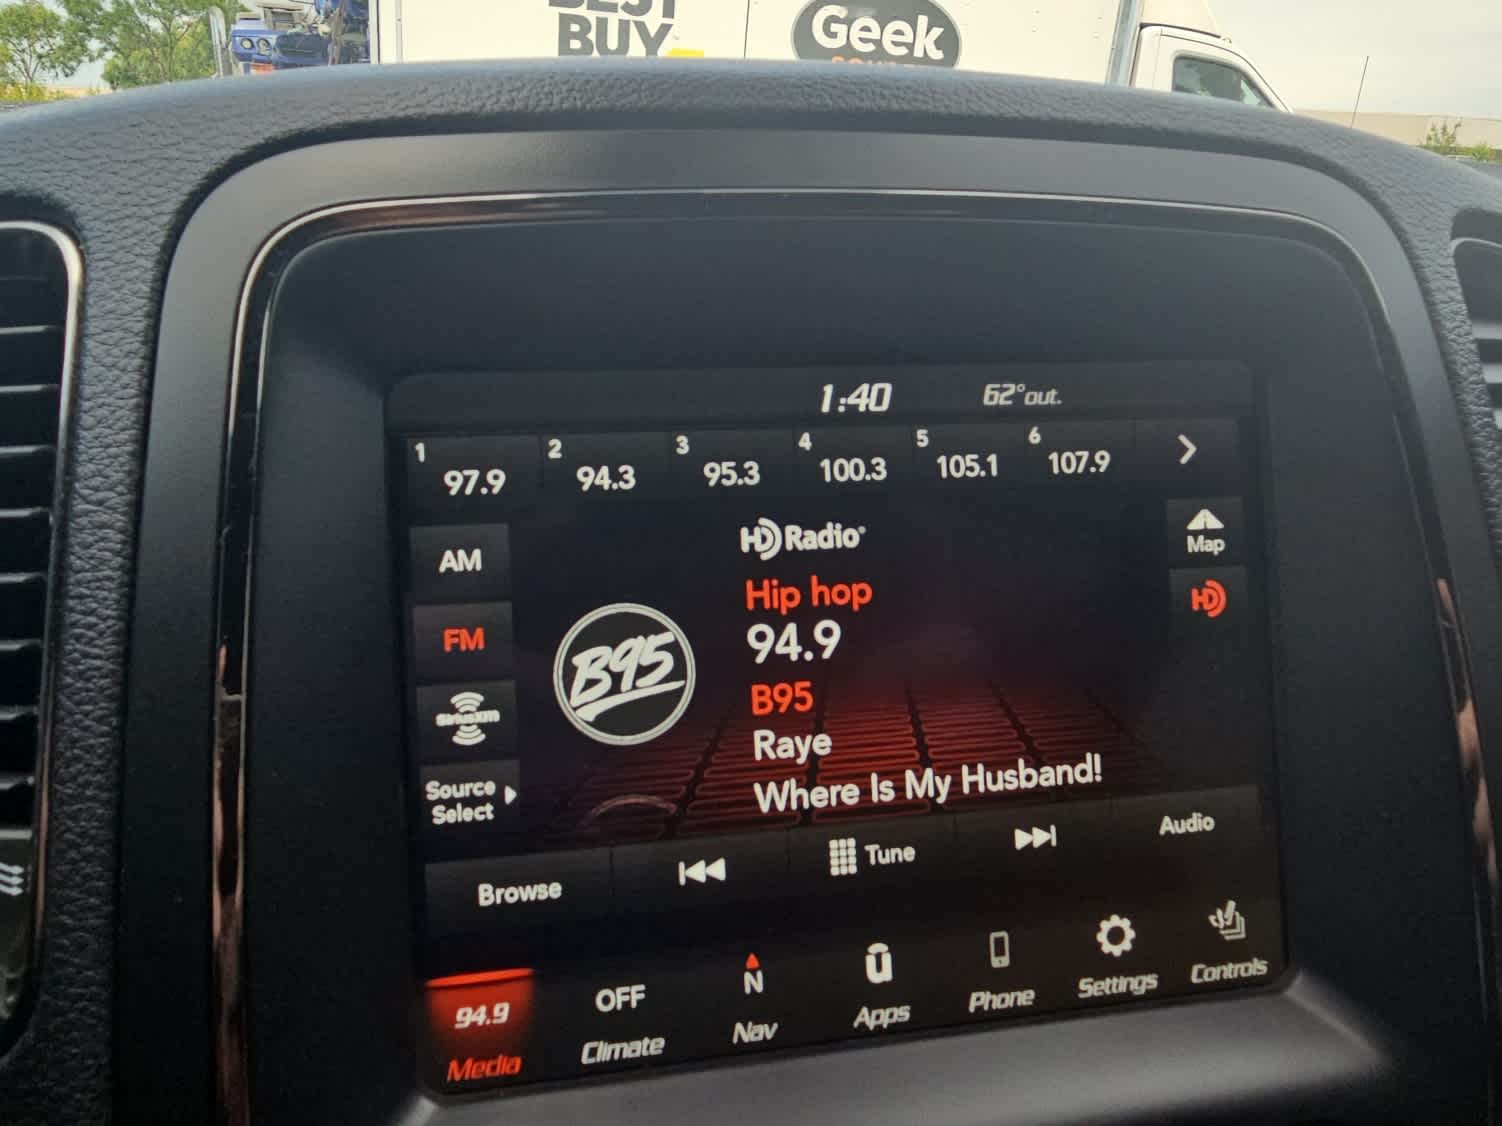 BEST
BUY
Geek
1:40 62°out.
1 97.9 2 94.3 3 95.3 4 100.3 5 105.1 6 107.9
HD Radio
AM
Map
Hip hop
FM
94.9
HD
B95
B95
SiriusXM
Raye
Source
Select
Where Is My Husband!
Browse
Tune
Audio
94.9
Media
OFF
Climate
N
Nav
Apps
Phone
Settings
Controls